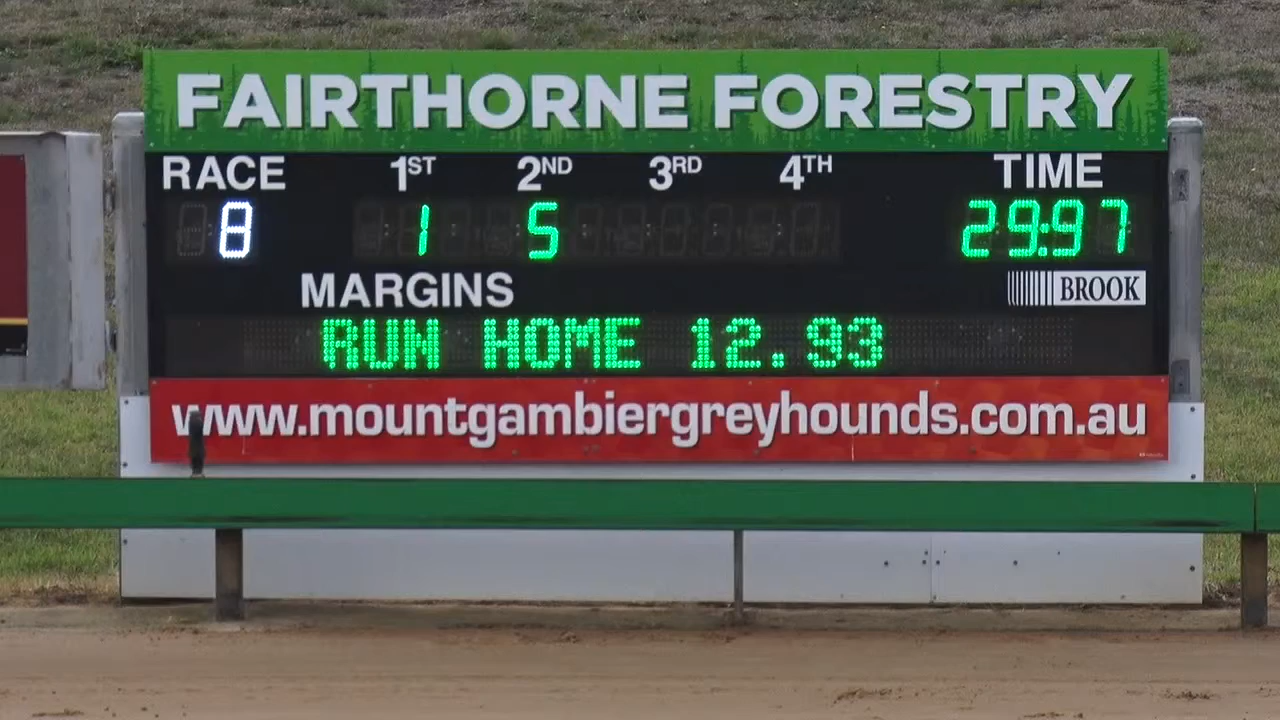 FAIRTHORNE FORESTRY
RACE 1ST 2ND 3RD 4TH TIME
8 1 5 29:97
MARGINS BROOK
RUN HOME 12.93
www.mountgambiergreyhounds.com.au